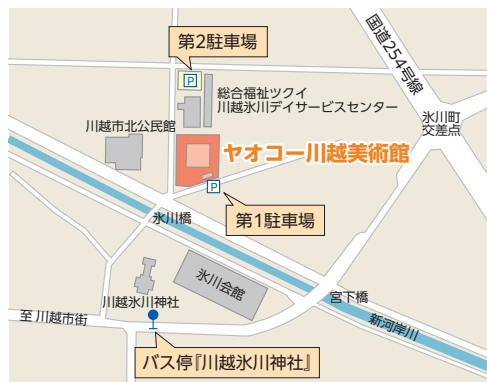 第2駐車場
国道254号線
P
総合福祉ツクイ
川越氷川デイサービスセンター
氷川町
交差点
川越市北公民館
ヤオコー川越美術館
P
第1駐車場
氷川橋
氷川会館
川越氷川神社
宮下橋
至 川越市街
新河岸川
バス停『川越氷川神社』